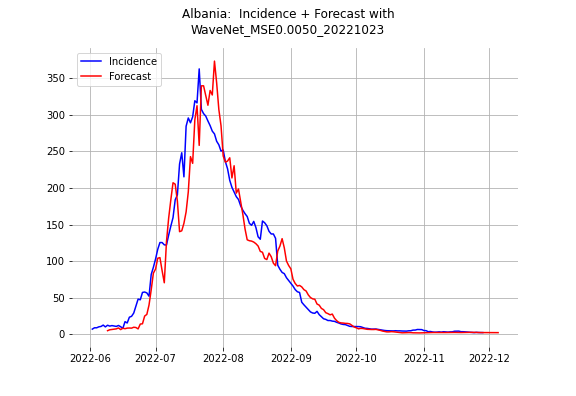 Albania:  Incidence + Forecast with
WaveNet_MSE0.0050_20221023
Incidence
Forecast
350
300
250
200
150
100
50
0
2022-06 2022-07 2022-08 2022-09 2022-10 2022-11 2022-12